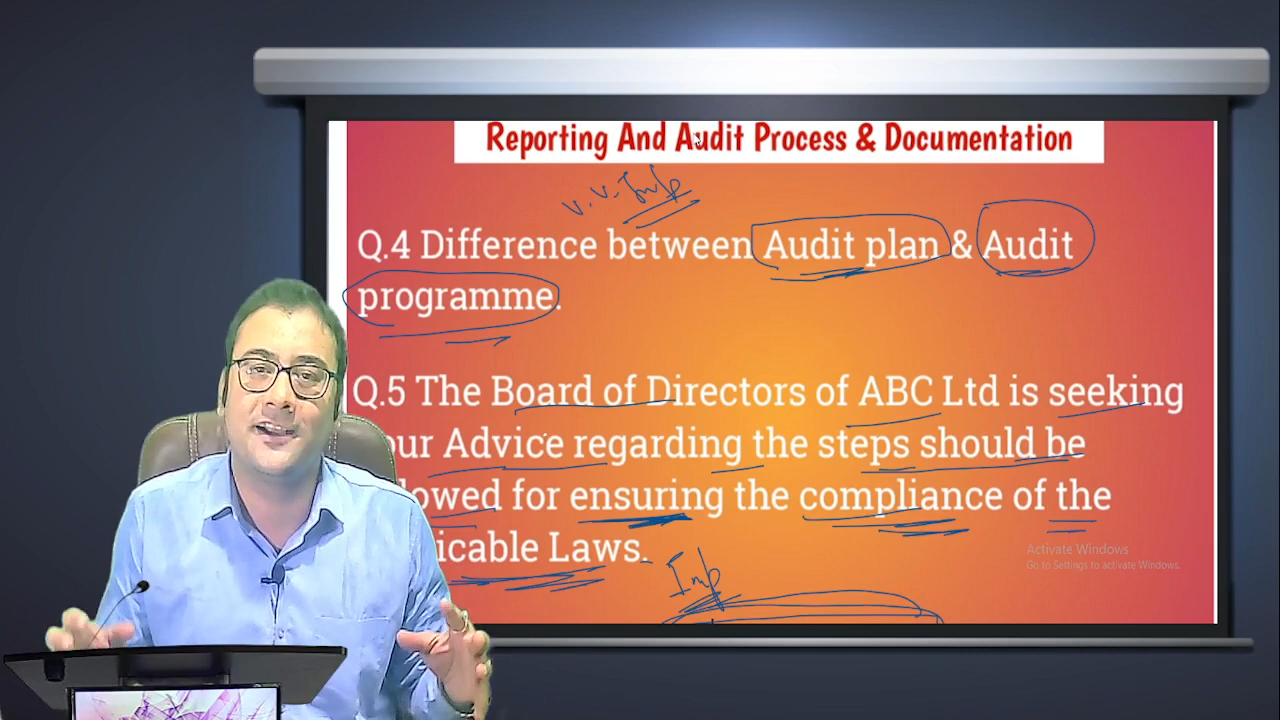 Reporting And Audit Process & Documentation
V.V. Imp
Q.4 Difference between Audit plan & Audit
programme.
Q.5 The Board of Directors of ABC Ltd is seeking
our Advice regarding the steps should be
lowed for ensuring the compliance of the
icable Laws.
Imp
Activate Windows
Go to Settings to activate Windows.